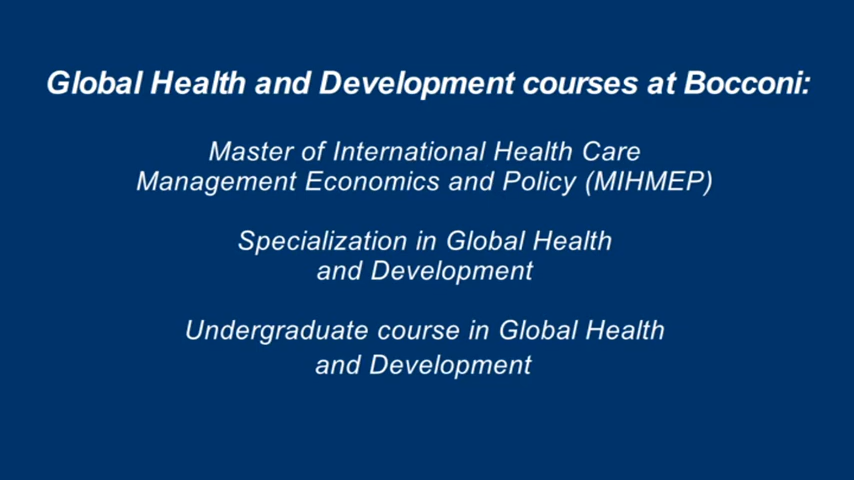 Global Health and Development courses at Bocconi:
Master of International Health Care
Management Economics and Policy (MIHMEP)
Specialization in Global Health
and Development
Undergraduate course in Global Health
and Development